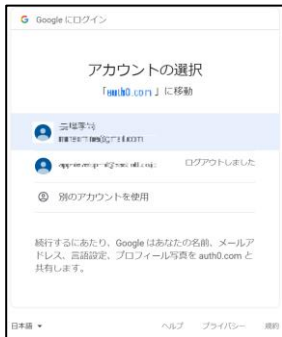 Google にログイン
アカウントの選択
「auth0.com」に移動
ログアウトしました
別のアカウントを使用
続行するにあたり、Google はあなたの名前、メールア
ドレス、言語設定、プロフィール写真を auth0.com と
共有します。
日本語
ヘルプ プライバシー 規約